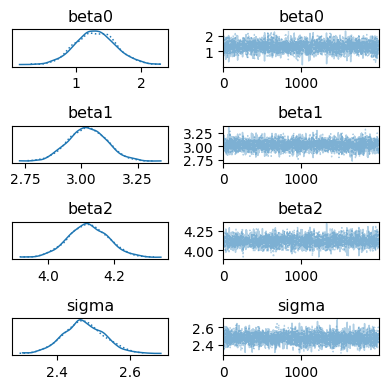 beta0 beta0
2
1
1 2 0 1000
beta1 beta1
3.25
3.00
2.75
2.75 3.00 3.25 0 1000
beta2 beta2
4.25
4.00
4.0 4.2 0 1000
sigma sigma
2.6
2.4
2.4 2.6 0 1000